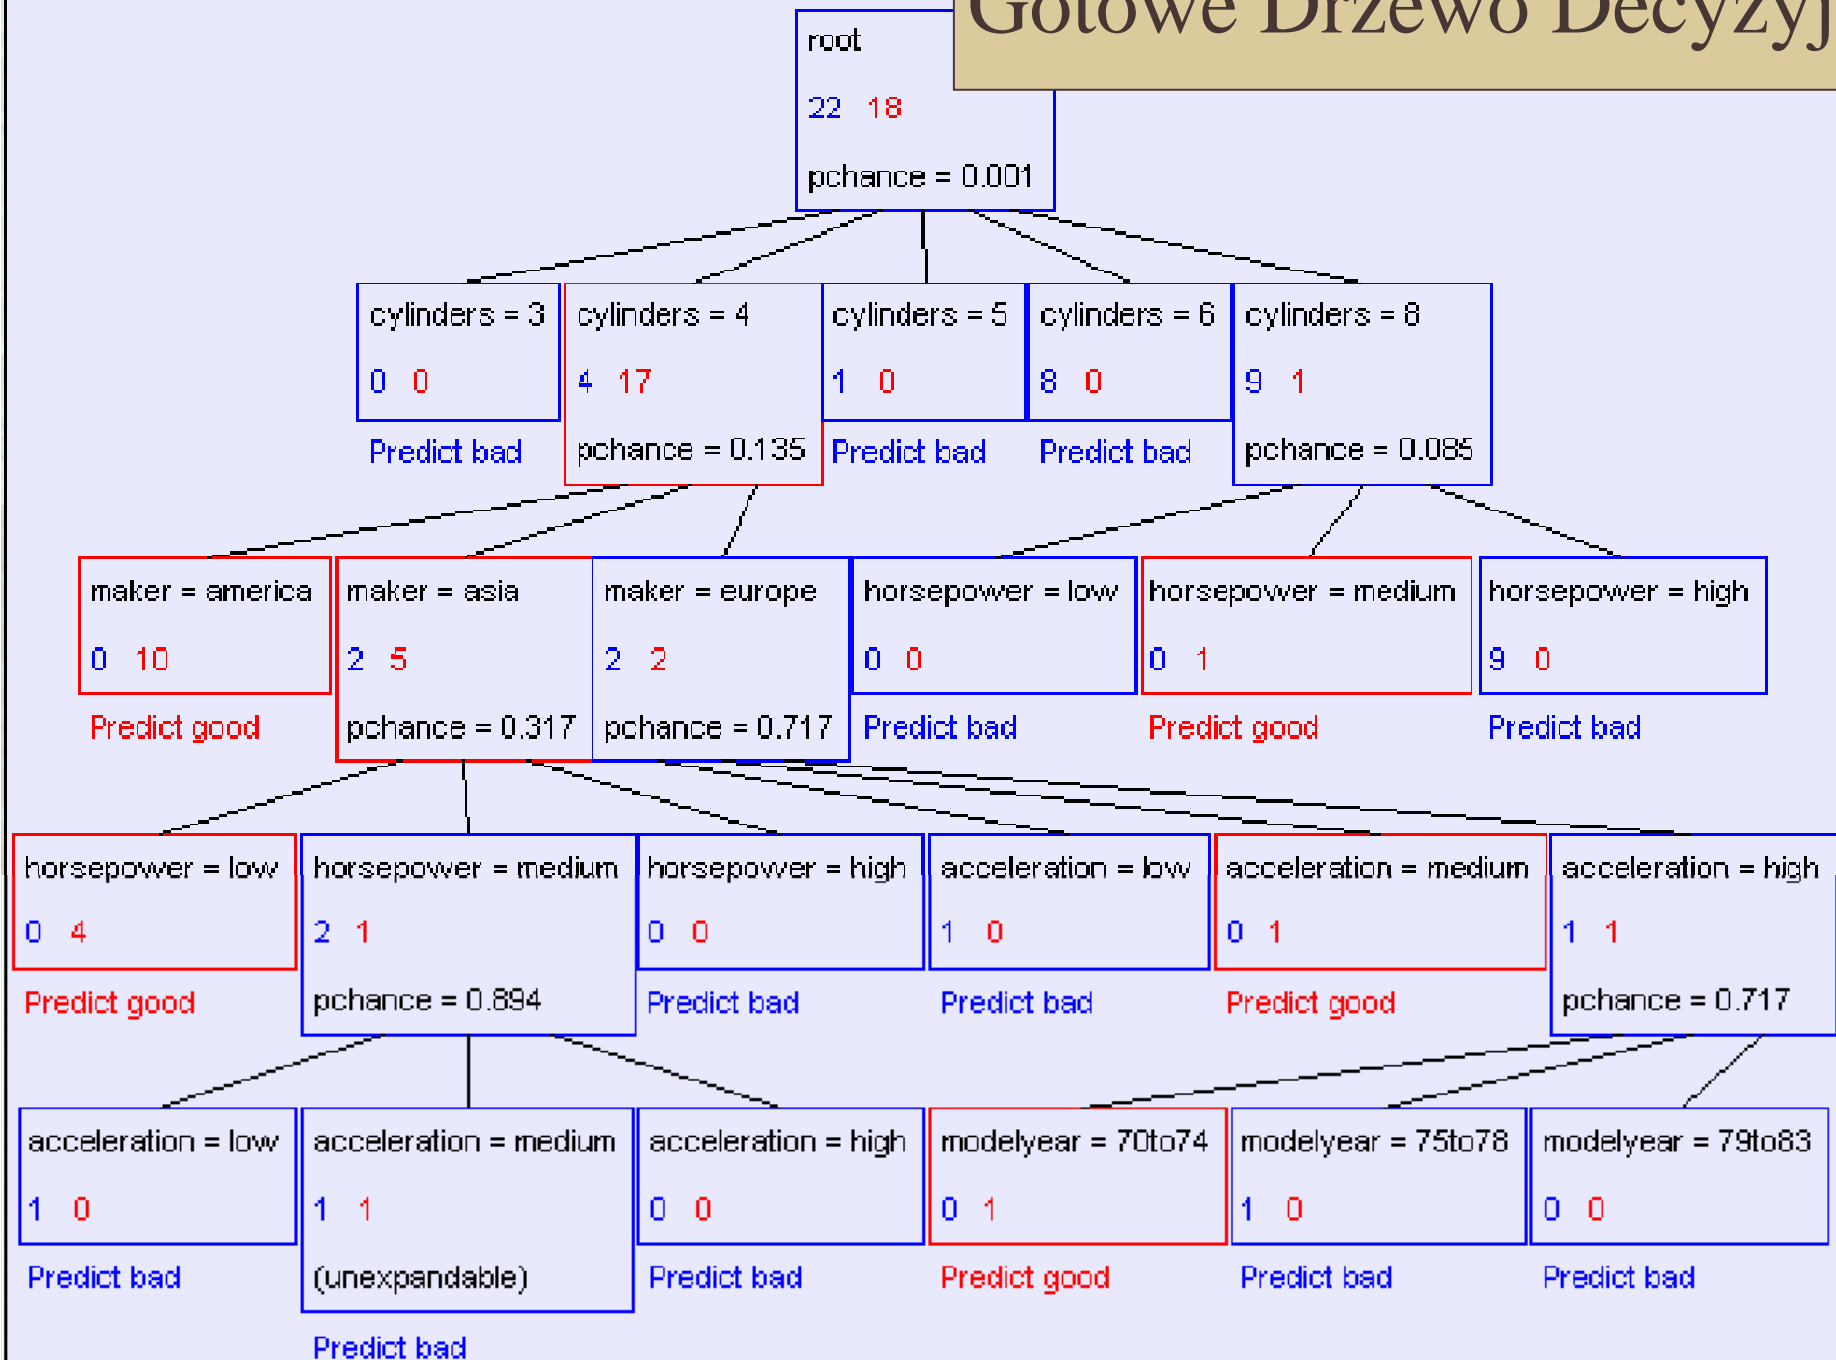 Gotowe Drzewo
root
22 18
pchance = 0.001
cylinders = 3
0 0
Predict bad
cylinders = 4
4 17
pchance = 0.135
cylinders = 5
1 0
Predict bad
cylinders = 6
8 0
Predict bad
cylinders = 8
9 1
pchance = 0.085
maker = america
0 10
Predict good
maker = asia
2 5
pchance = 0.317
maker = europe
2 2
pchance = 0.717
horsepower = low
0 0
Predict bad
horsepower = medium
0 1
Predict good
horsepower = high
9 0
Predict bad
horsepower = low
0 4
Predict good
horsepower = medium
2 1
pchance = 0.894
horsepower = high
0 0
Predict bad
acceleration = low
1 0
Predict bad
acceleration = medium
0 1
Predict good
acceleration = high
1 1
pchance = 0.717
acceleration = low
1 0
Predict bad
acceleration = medium
1 1
(unexpandable)
Predict bad
acceleration = high
0 0
Predict bad
modelyear = 70to74
0 1
Predict good
modelyear = 75to78
1 0
Predict bad
modelyear = 79to83
0 0
Predict bad